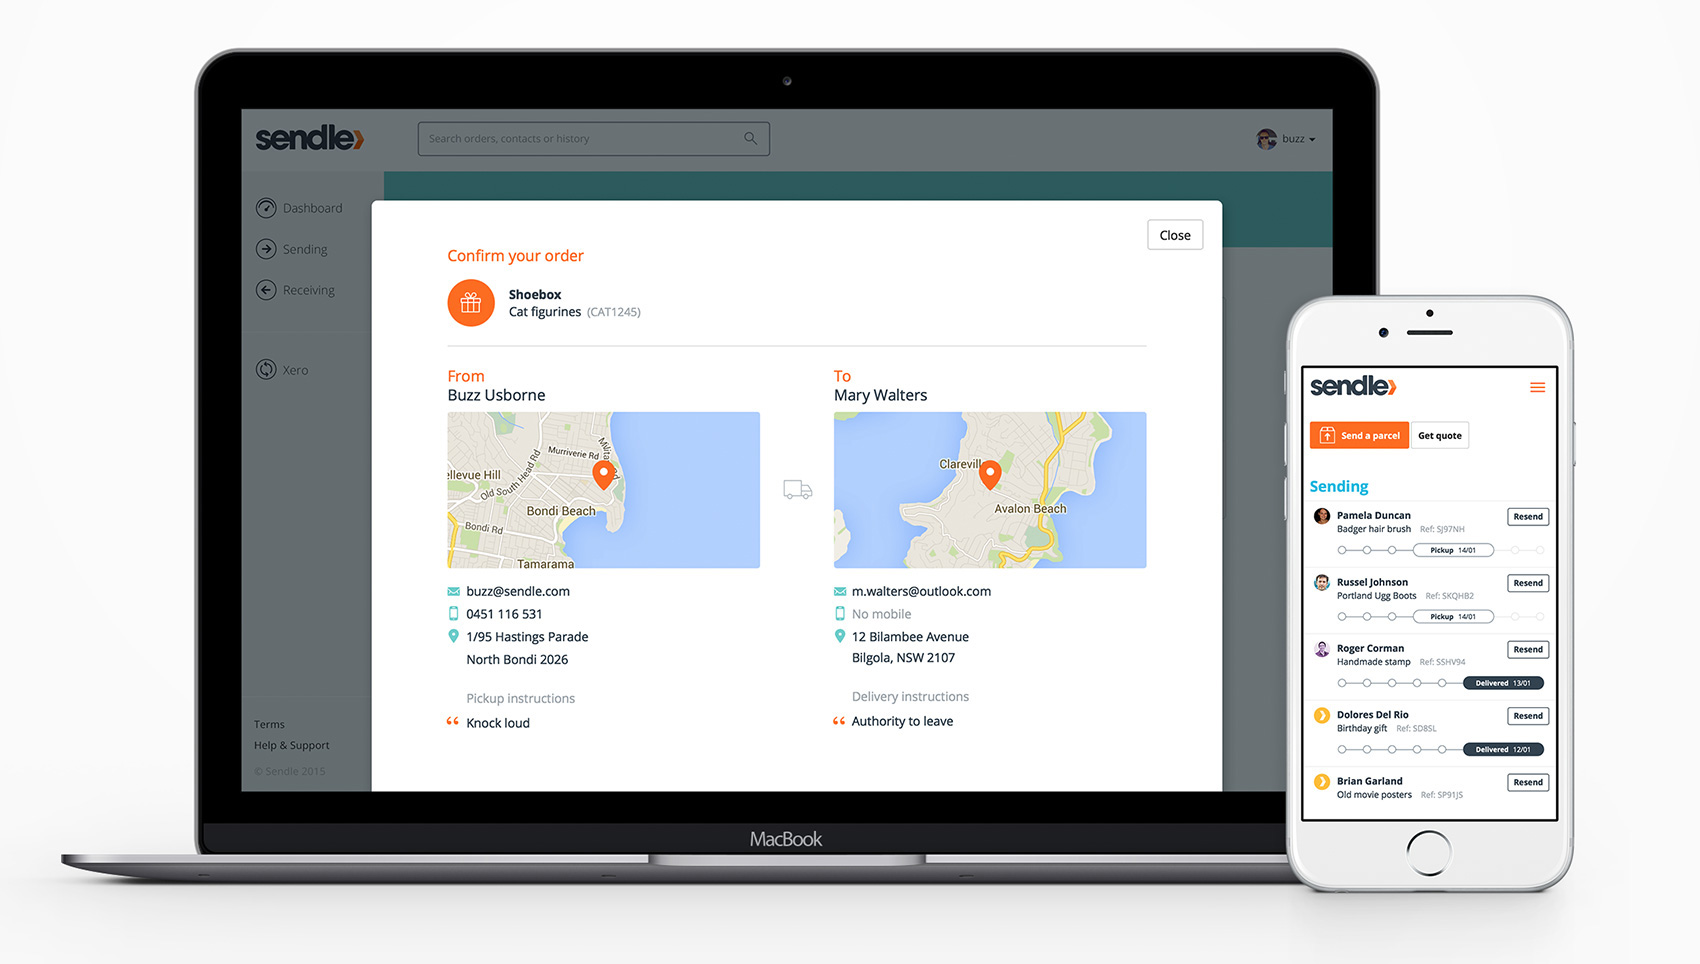 sendle
Search orders, contacts or history
buzz
Dashboard
Sending
Receiving
Xero
Terms
Help & Support
© Sendle 2015
Close
Confirm your order
Shoebox
Cat figurines (CAT1245)
From
Buzz Usborne
ellevue Hill
Old South Head Rd
Murriverie Rd
Bondi Beach
Bondi Rd
Tamarama
buzz@sendle.com
0451 116 531
1/95 Hastings Parade
North Bondi 2026
Pickup instructions
“ Knock loud
To
Mary Walters
Clarevill
Avalon Beach
m.walters@outlook.com
No mobile
12 Bilambee Avenue
Bilgola, NSW 2107
Delivery instructions
“ Authority to leave
MacBook
sendle
Send a parcel
Get quote
Sending
Pamela Duncan
Resend
Badger hair brush Ref: SJ97NH
Pickup 14/01
Russel Johnson
Resend
Portland Ugg Boots Ref: SKQHB2
Pickup 14/01
Roger Corman
Resend
Handmade stamp Ref: SSHV94
Delivered 13/01
Dolores Del Rio
Resend
Birthday gift Ref: SD8SL
Delivered 12/01
Brian Garland
Resend
Old movie posters Ref: SP91JS